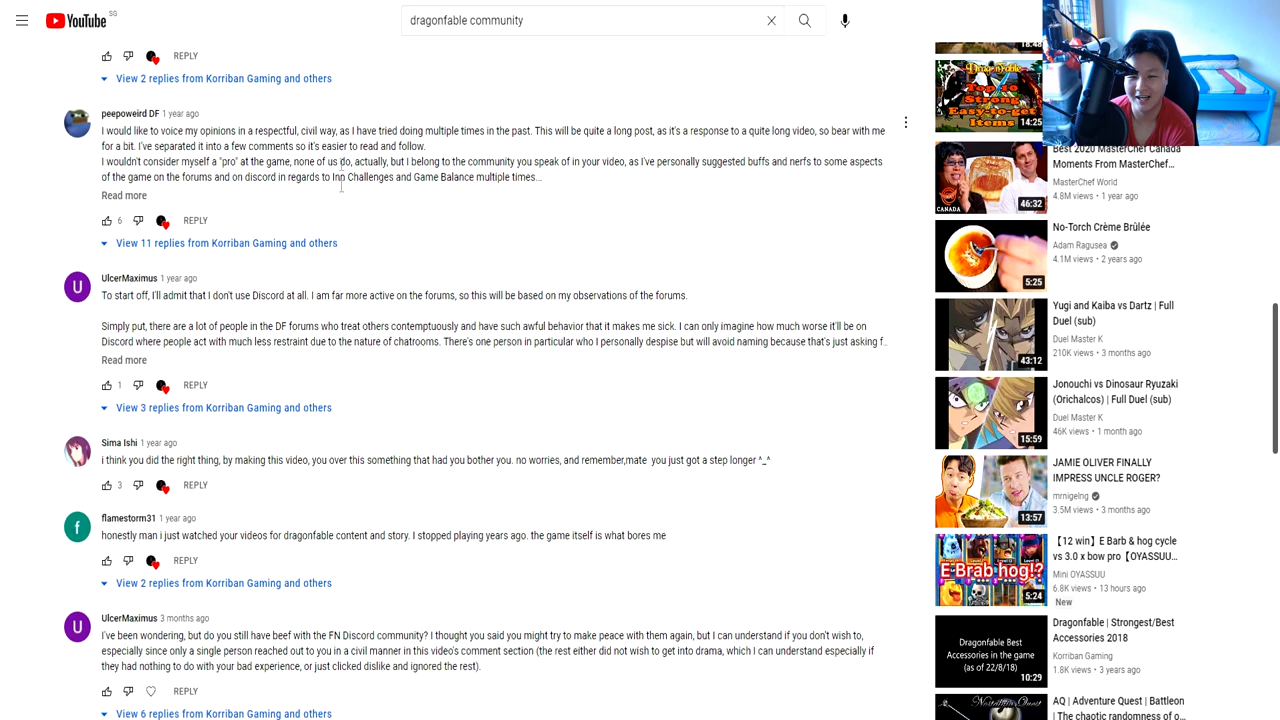 YouTube SG
dragonfable community
REPLY
View 2 replies from Korriban Gaming and others
peepoweird DF 1 year ago
I would like to voice my opinions in a respectful, civil way, as I have tried doing multiple times in the past. This will be quite a long post, as it's a response to a quite long video, so bear with me
for a bit. I've separated it into a few comments so it's easier to read and follow.
I wouldn't consider myself a "pro" at the game, none of us do, actually, but I belong to the community you speak of in your video, as I've personally suggested buffs and nerfs to some aspects
of the game on the forums and on discord in regards to Inn Challenges and Game Balance multiple times...
Read more
6 REPLY
View 11 replies from Korriban Gaming and others
UlcerMaximus 1 year ago
To start off, I'll admit that I don't use Discord at all. I am far more active on the forums, so this will be based on my observations of the forums.
Simply put, there are a lot of people in the DF forums who treat others contemptuously and have such awful behavior that it makes me sick. I can only imagine how much worse it'll be on
Discord where people act with much less restraint due to the nature of chatrooms. There's one person in particular who I personally despise but will avoid naming because that's just asking f..
Read more
1 REPLY
View 3 replies from Korriban Gaming and others
Sima Ishi 1 year ago
i think you did the right thing, by making this video, you over this something that had you bother you. no worries, and remember,mate you just got a step longer ^_^
3 REPLY
flamestorm31 1 year ago
honestly man i just watched your videos for dragonfable content and story. I stopped playing years ago. the game itself is what bores me
REPLY
View 2 replies from Korriban Gaming and others
UlcerMaximus 3 months ago
I've been wondering, but do you still have beef with the FN Discord community? I thought you said you might try to make peace with them again, but I can understand if you don't wish to,
especially since only a single person reached out to you in a civil manner in this video's comment section (the rest either did not wish to get into drama, which I can understand especially if
they had nothing to do with your bad experience, or just clicked dislike and ignored the rest).
REPLY
View 6 replies from Korriban Gaming and others
18:48
DragonFable
Top 10
Strong
Easy-to-get
Items
14:25
Best 2020 MasterChef Canada
Moments From MasterChef...
MasterChef World
4.8M views • 1 year ago
CANADA
46:32
No-Torch Crème Brûlée
Adam Ragusea
4.1M views • 2 years ago
5:25
Yugi and Kaiba vs Dartz | Full
Duel (sub)
Duel Master K
210K views • 3 months ago
43:12
Jonouchi vs Dinosaur Ryuzaki
(Orichalcos) | Full Duel (sub)
Duel Master K
46K views • 1 month ago
15:59
JAMIE OLIVER FINALLY
IMPRESS UNCLE ROGER?
mrnigelng
3.5M views • 3 months ago
13:57
【12 win】E Barb & hog cycle
vs 3.0 x bow pro【OYASSUU...
Mini OYASSUU
6.8K views • 13 hours ago
New
E Brab hog!?
5:24
Dragonfable | Strongest/Best
Accessories 2018
Korriban Gaming
1.8K views • 3 years ago
Dragonfable Best
Accessories in the game
(as of 22/8/18)
10:29
AQ | Adventure Quest | Battleon
| The chaotic randomness of o...